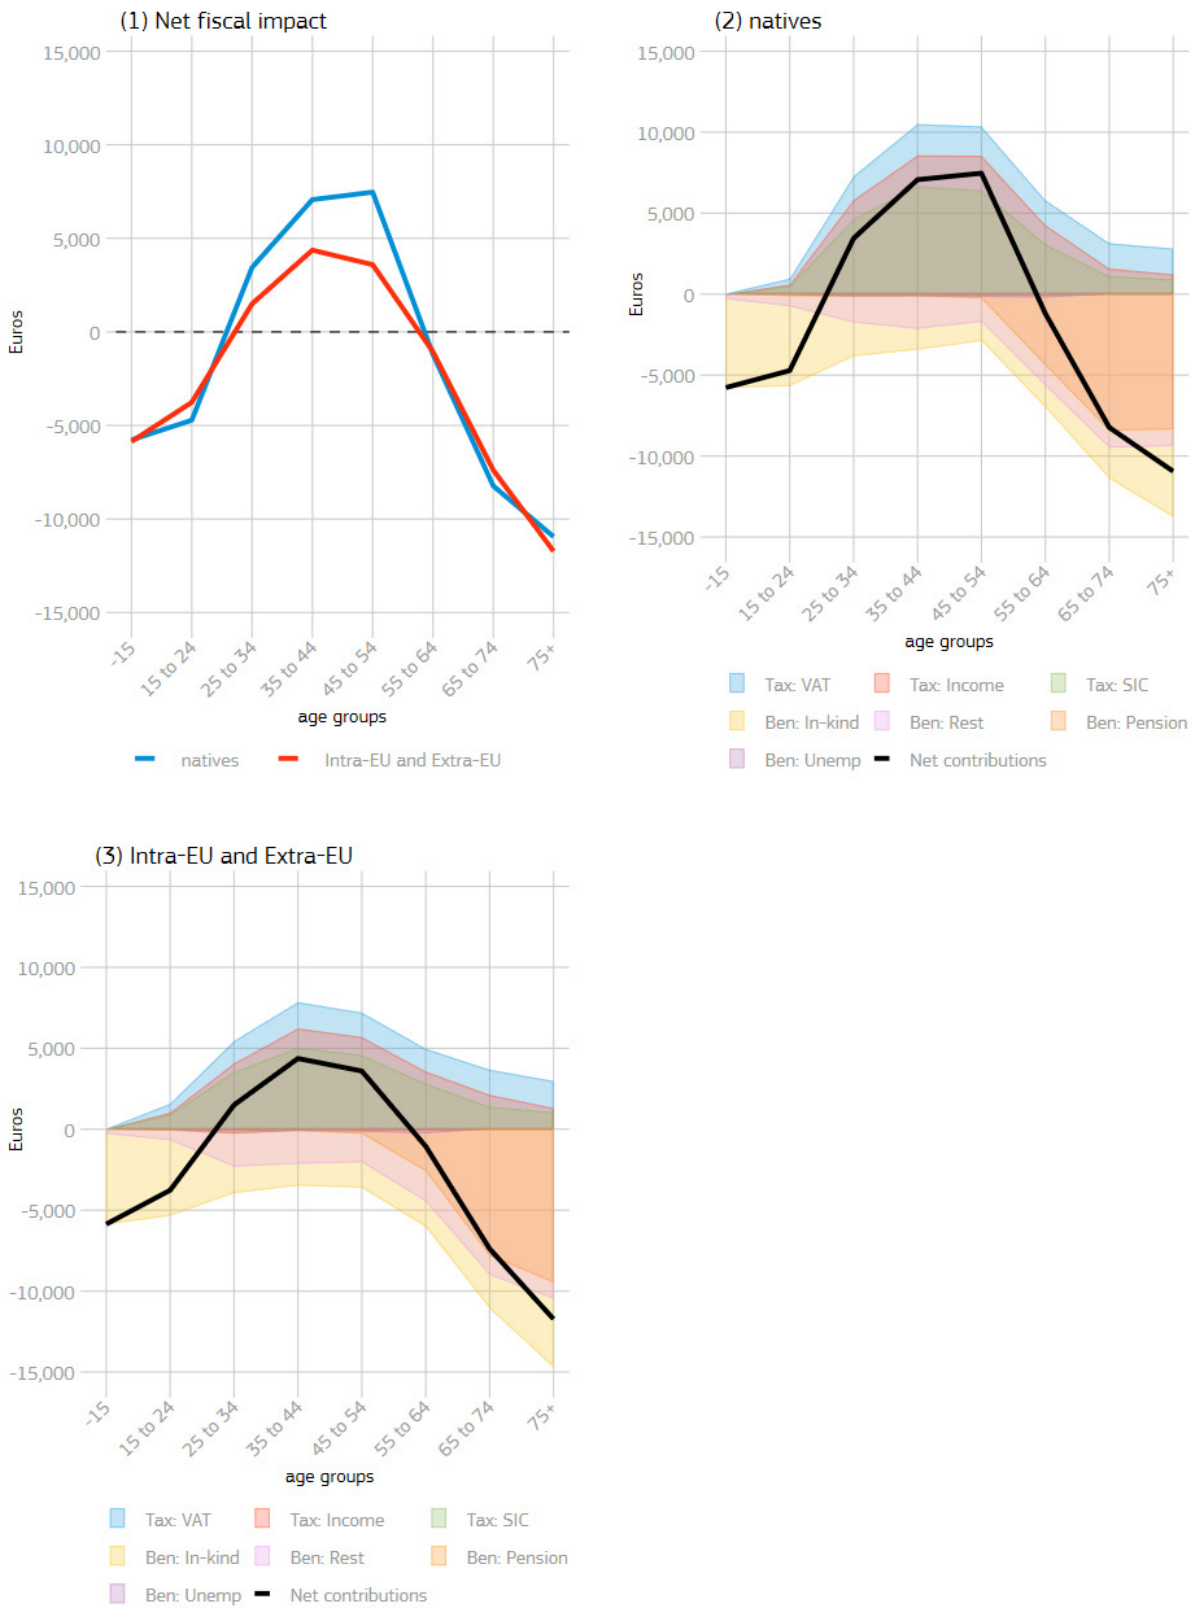 (1) Net fiscal impact
15,000
10,000
5,000
0
-5,000
-10,000
-15,000
Euros
-15
15 to 24
25 to 34
35 to 44
45 to 54
55 to 64
65 to 74
75+
age groups
natives
Intra-EU and Extra-EU
(2) natives
15,000
10,000
5,000
0
-5,000
-10,000
-15,000
Euros
-15
15 to 24
25 to 34
35 to 44
45 to 54
55 to 64
65 to 74
75+
age groups
Tax: VAT
Tax: Income
Tax: SIC
Ben: In-kind
Ben: Rest
Ben: Pension
Ben: Unemp
Net contributions
(3) Intra-EU and Extra-EU
15,000
10,000
5,000
0
-5,000
-10,000
-15,000
Euros
-15
15 to 24
25 to 34
35 to 44
45 to 54
55 to 64
65 to 74
75+
age groups
Tax: VAT
Tax: Income
Tax: SIC
Ben: In-kind
Ben: Rest
Ben: Pension
Ben: Unemp
Net contributions